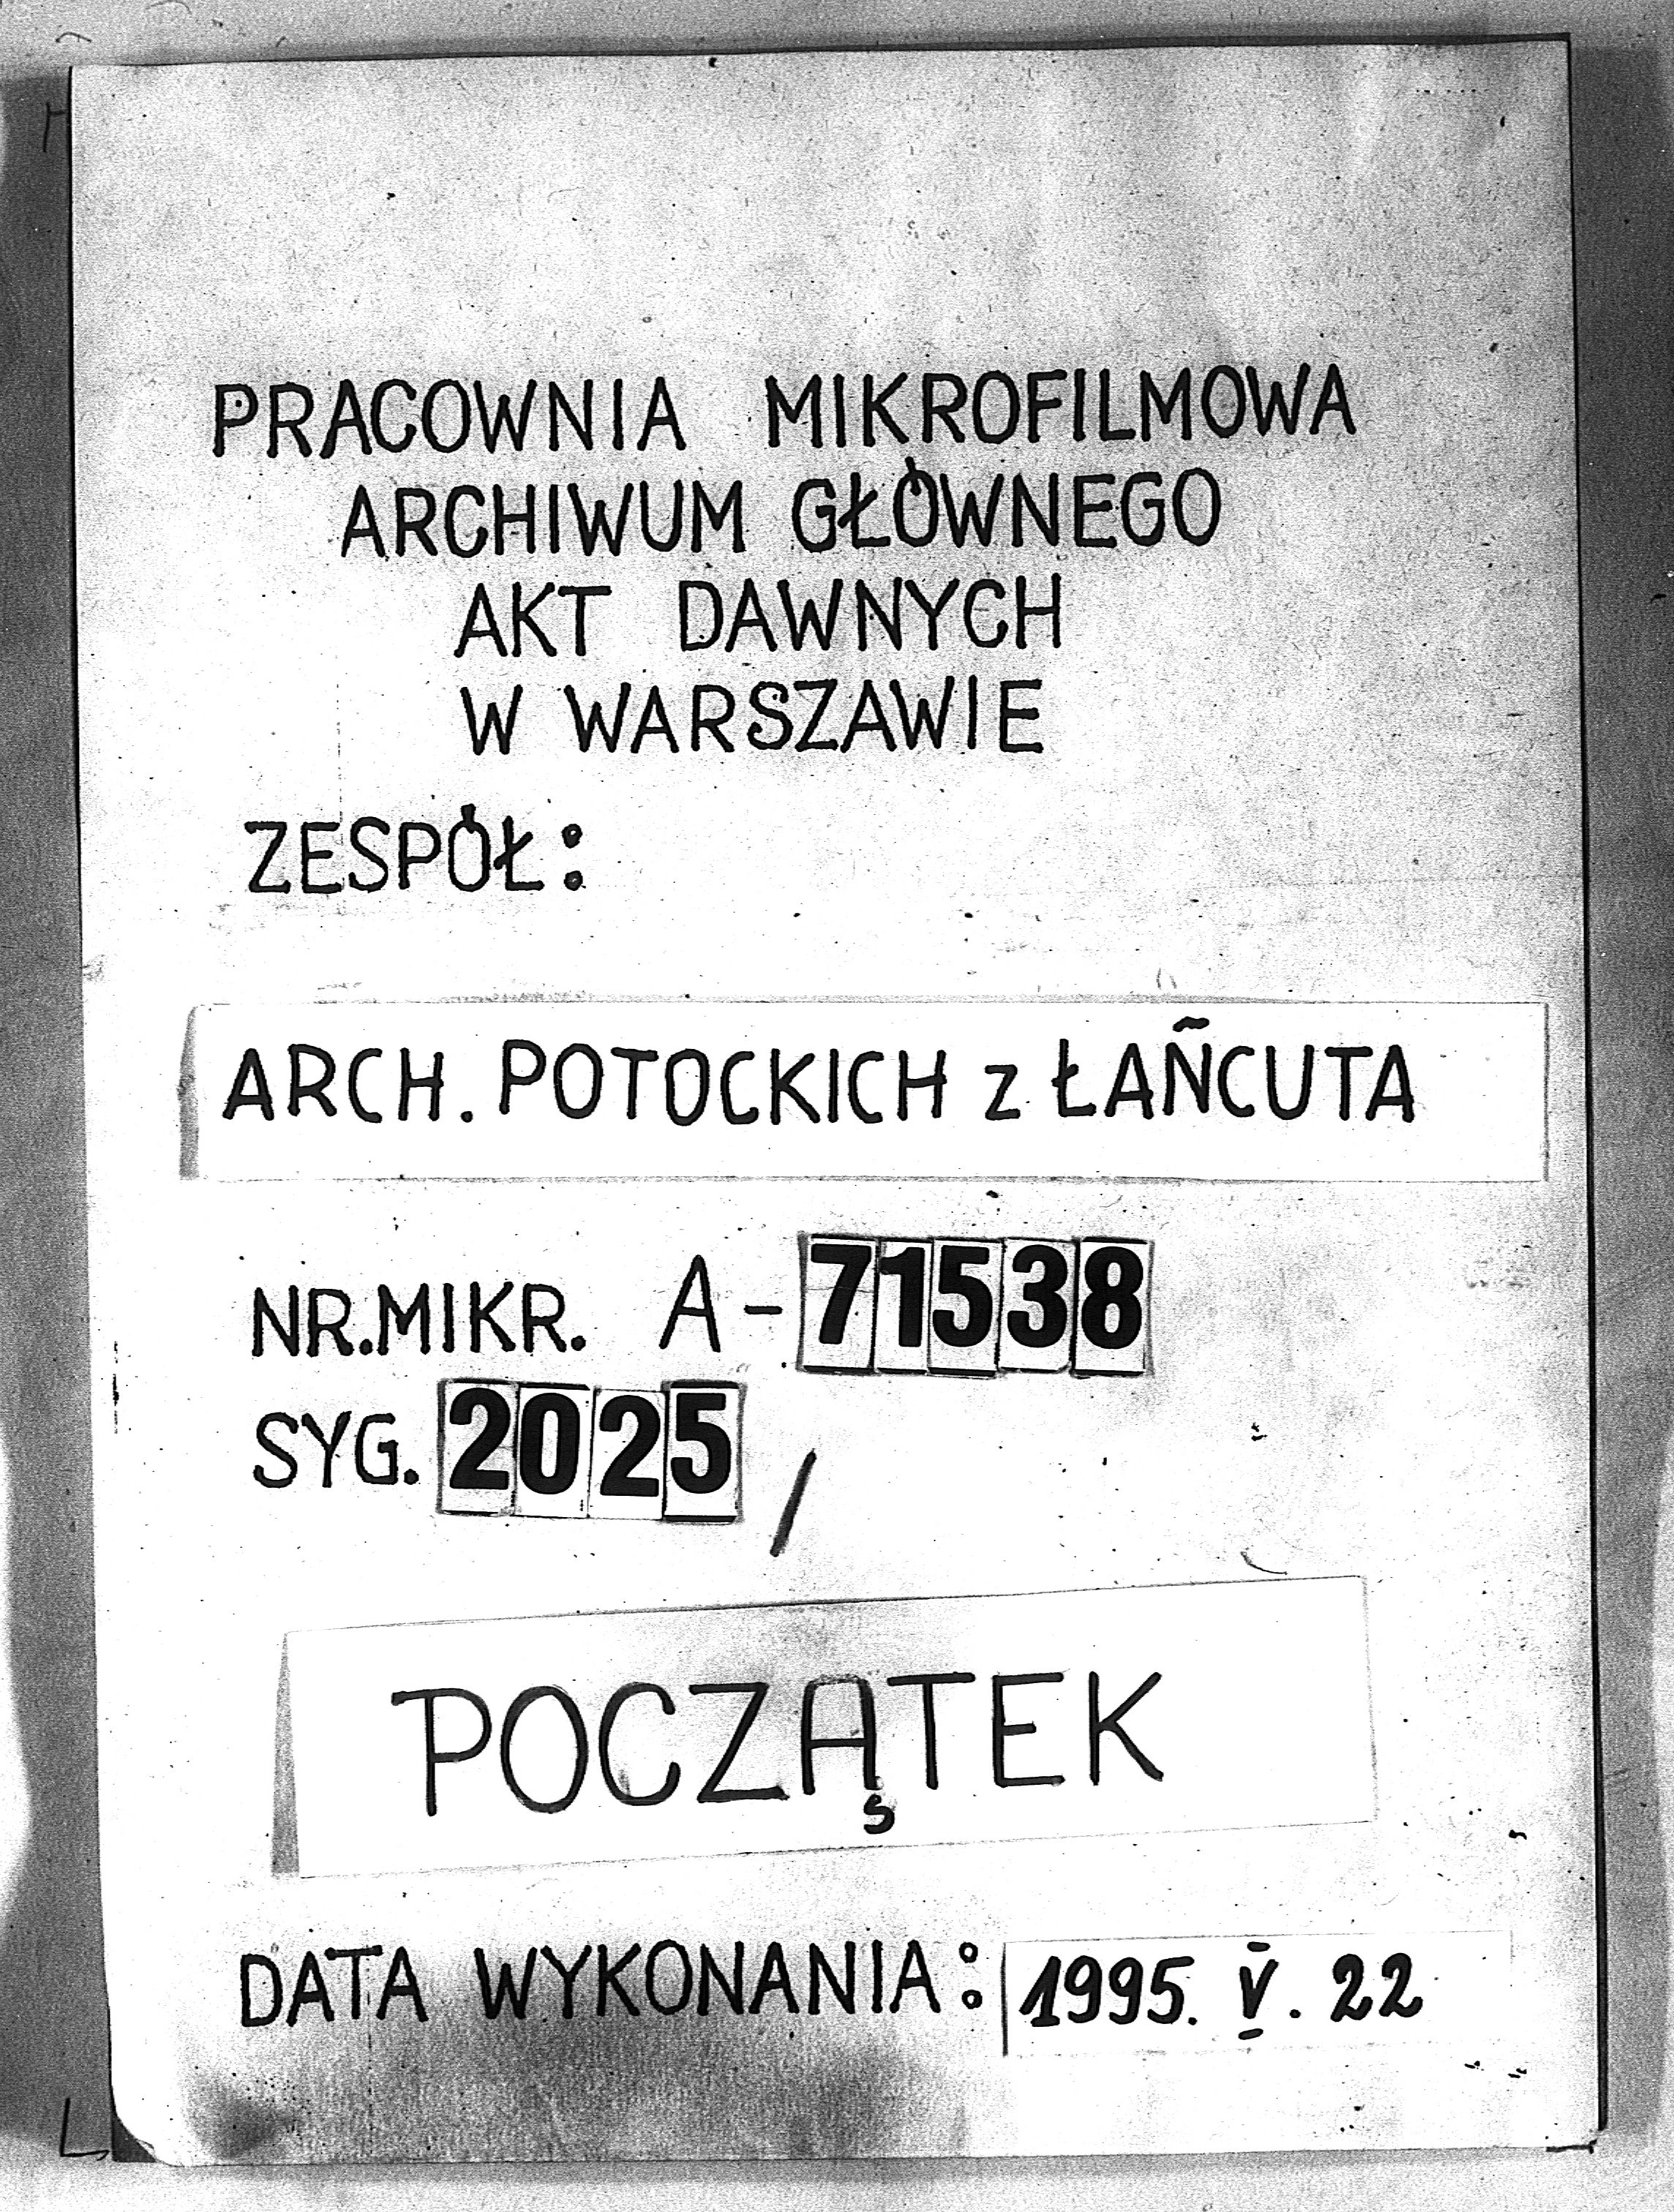 PRACOWNIA MIKROFILMOWA
ARCHIWUM GŁÓWNEGO
AKT DAWNYCH
W WARSZAWIE
ZESPÓŁ:
ARCH. POTOCKICH z ŁAŃCUTA
NR.MIKR. A-71538
SYG. 2025 /
POCZĄTEK
DATA WYKONANIA: 1995. V. 22